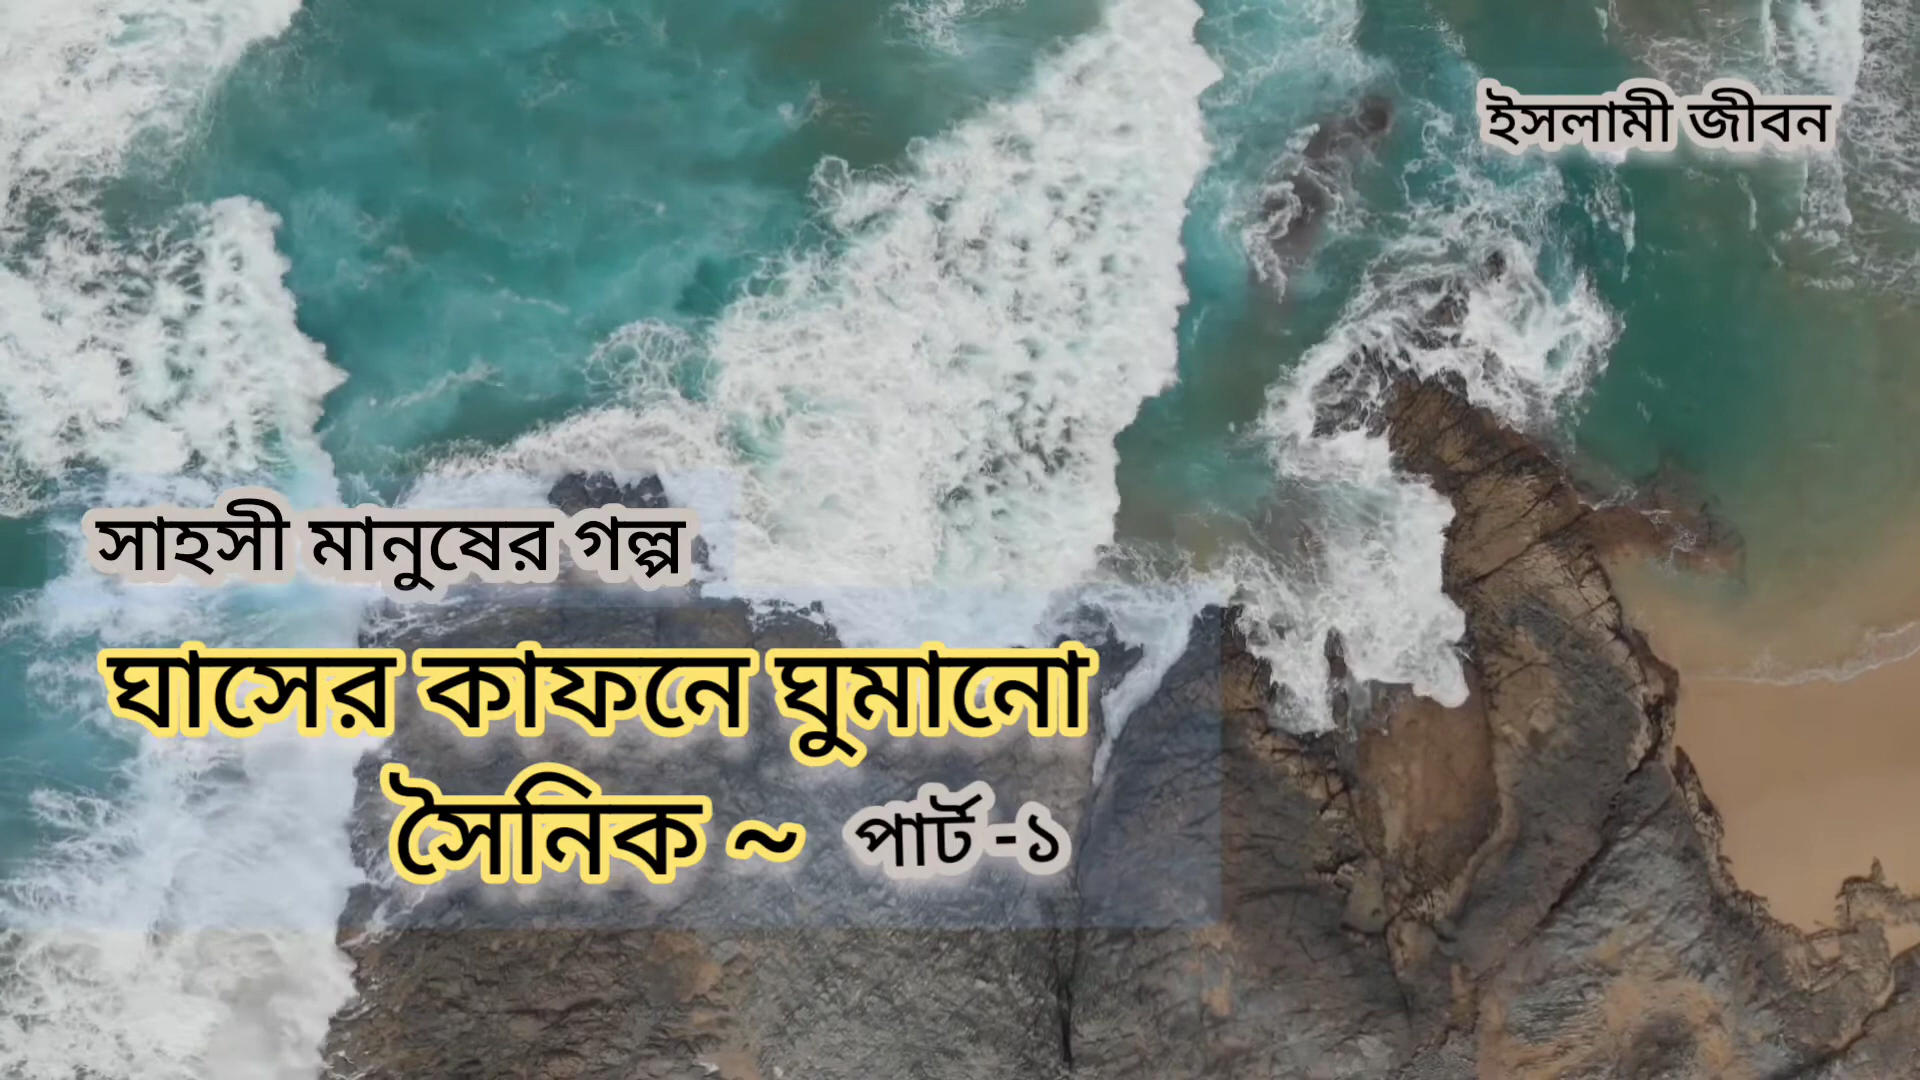 ইসলামী জীবন
সাহসী মানুষের গল্প
ঘাসের কাফনে ঘুমানো
সৈনিক ~ পার্ট -১